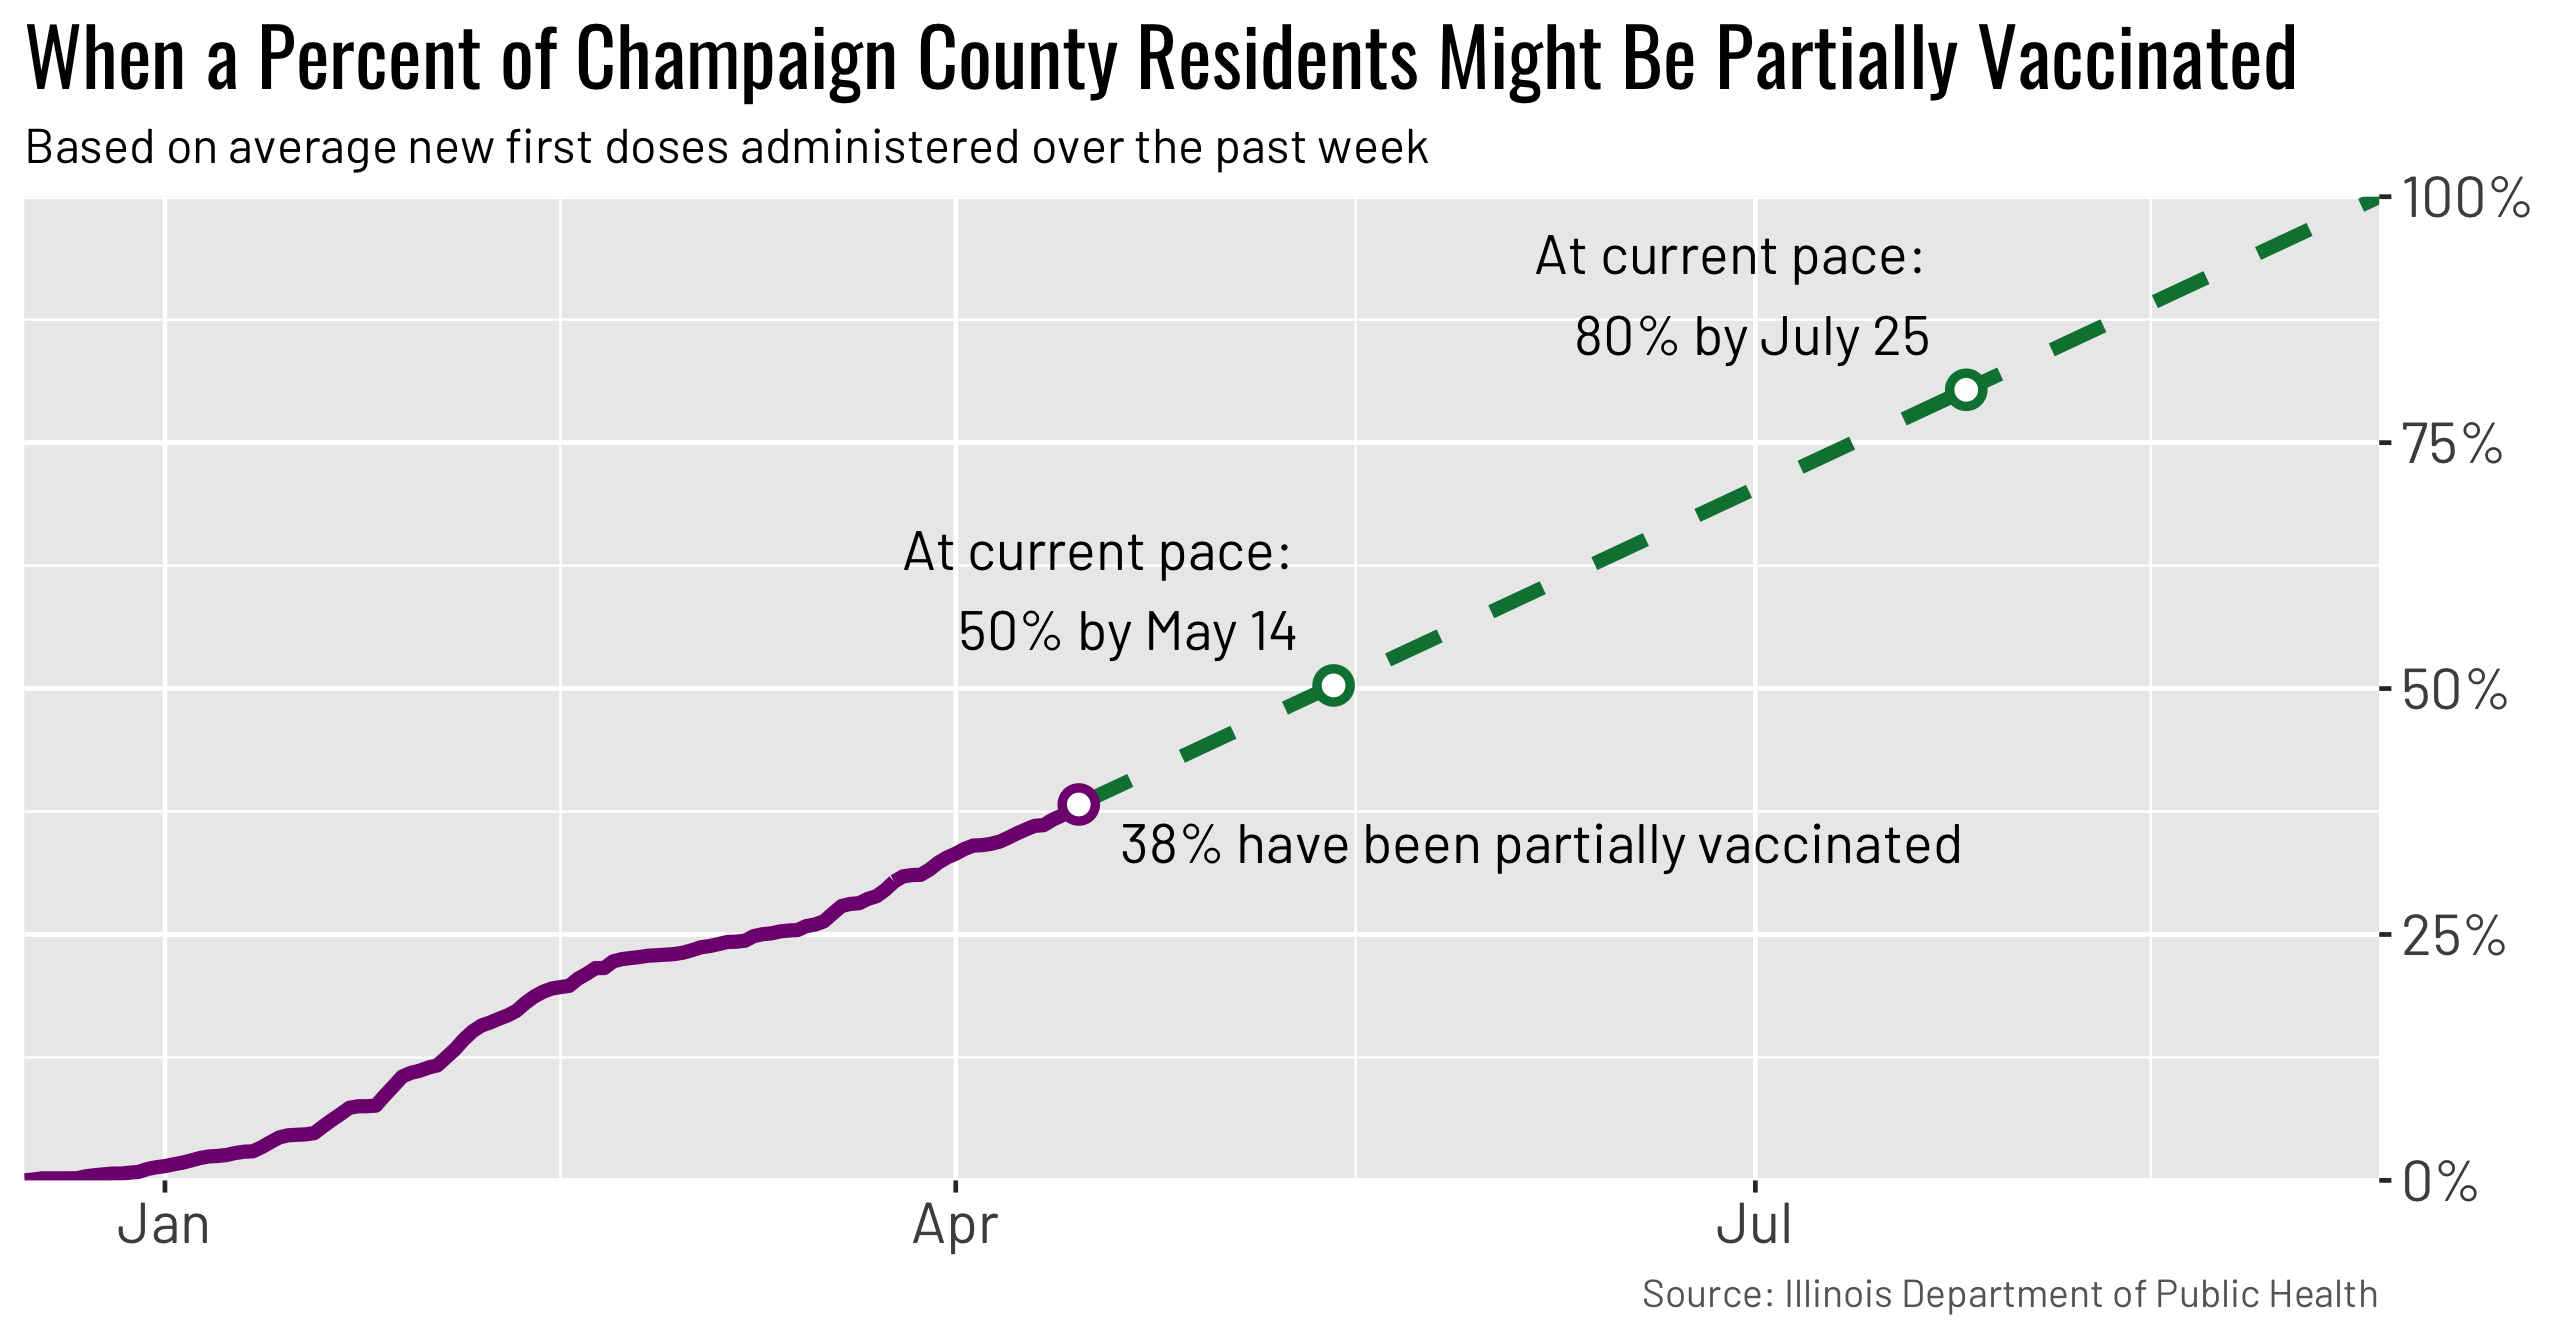 When a Percent of Champaign County Residents Might Be Partially Vaccinated
Based on average new first doses administered over the past week
100%
At current pace:
80% by July 25
75%
At current pace:
50% by May 14
50%
38% have been partially vaccinated
25%
0%
Jan
Apr
Jul
Source: Illinois Department of Public Health